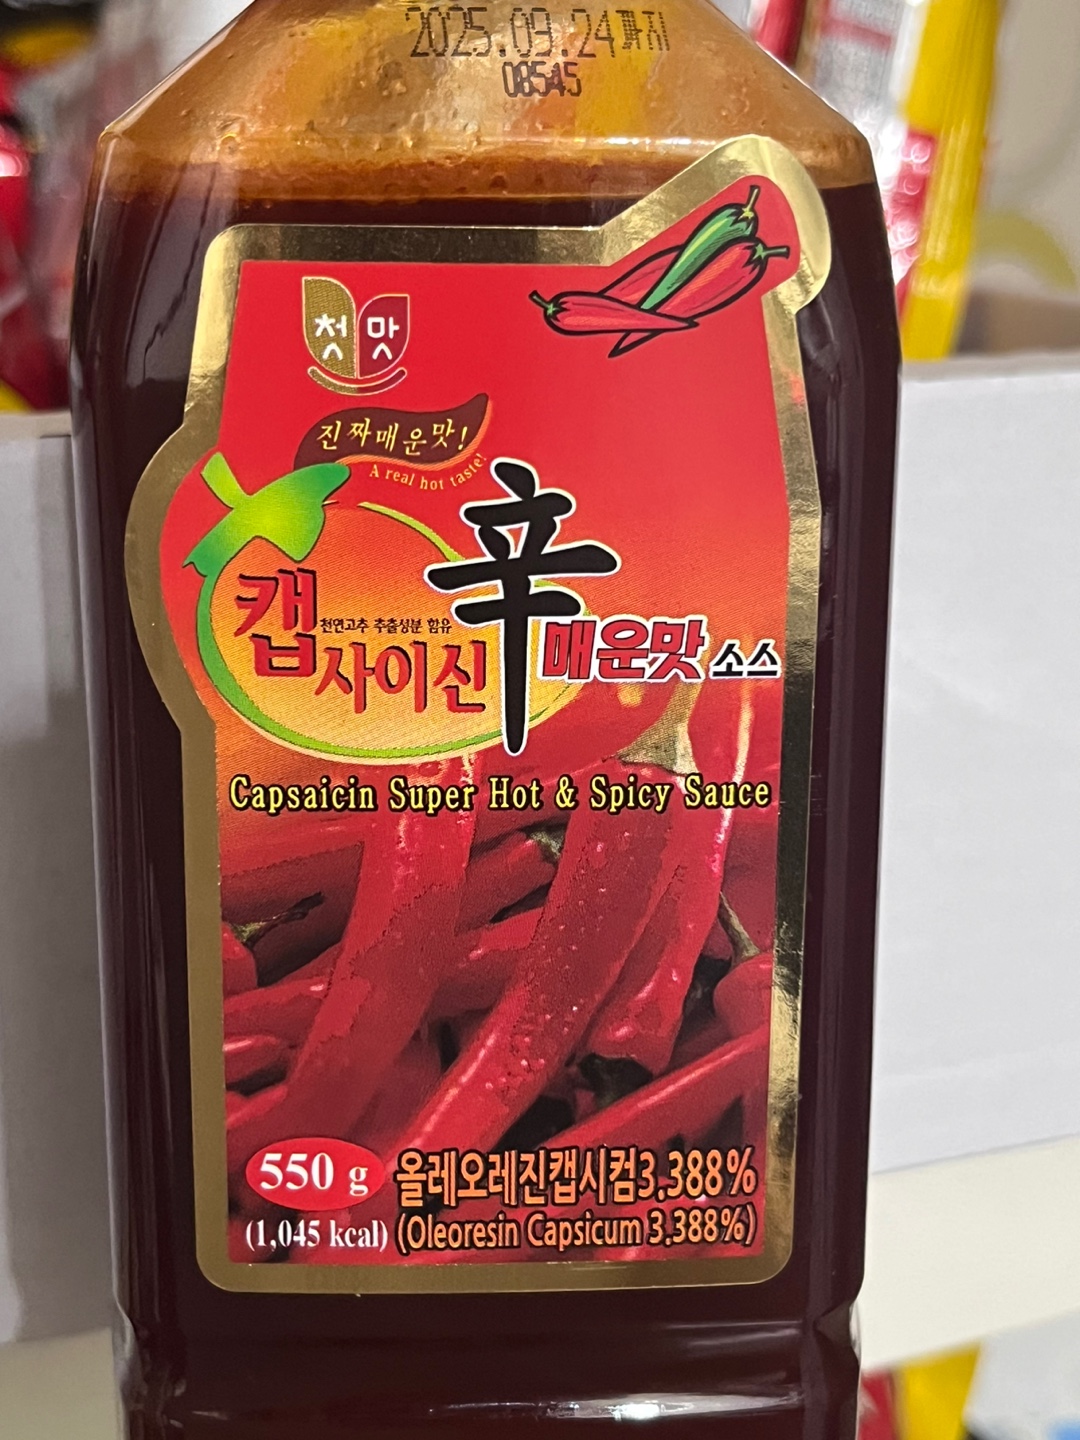 2025.09.24까지
08545
첫맛
진짜매운맛!
A real hot taste!
캡사이신
천연고추 추출성분 함유
辛
매운맛 소스
Capsaicin Super Hot & Spicy Sauce
550 g
(1,045 kcal)
올레오레진캡시컴3.388%
(Oleoresin Capsicum 3.388%)